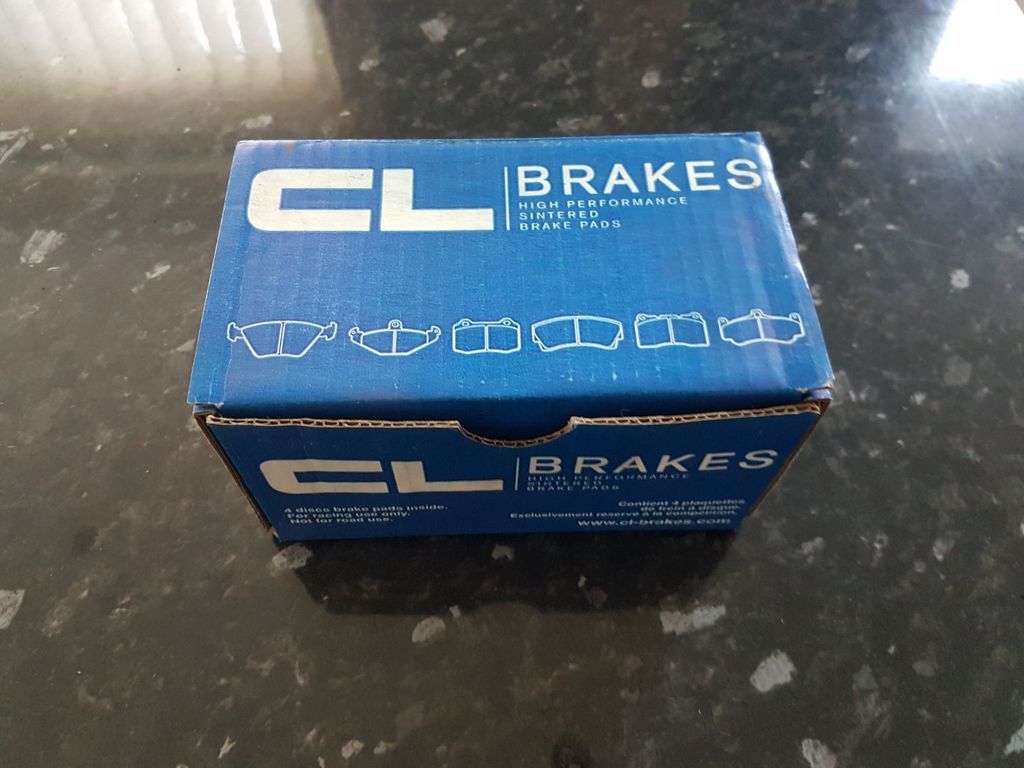 CL BRAKES
HIGH PERFORMANCE
SINTERED
BRAKE PADS
CL BRAKES
HIGH PERFORMANCE
SINTERED
BRAKE PADS
4 discs brake pads inside.
For racing use only.
Not for road use.
Contient 4 plaquettes
de frein à disque.
Exclusivement reservé à la compétition.
www.cl-brakes.com